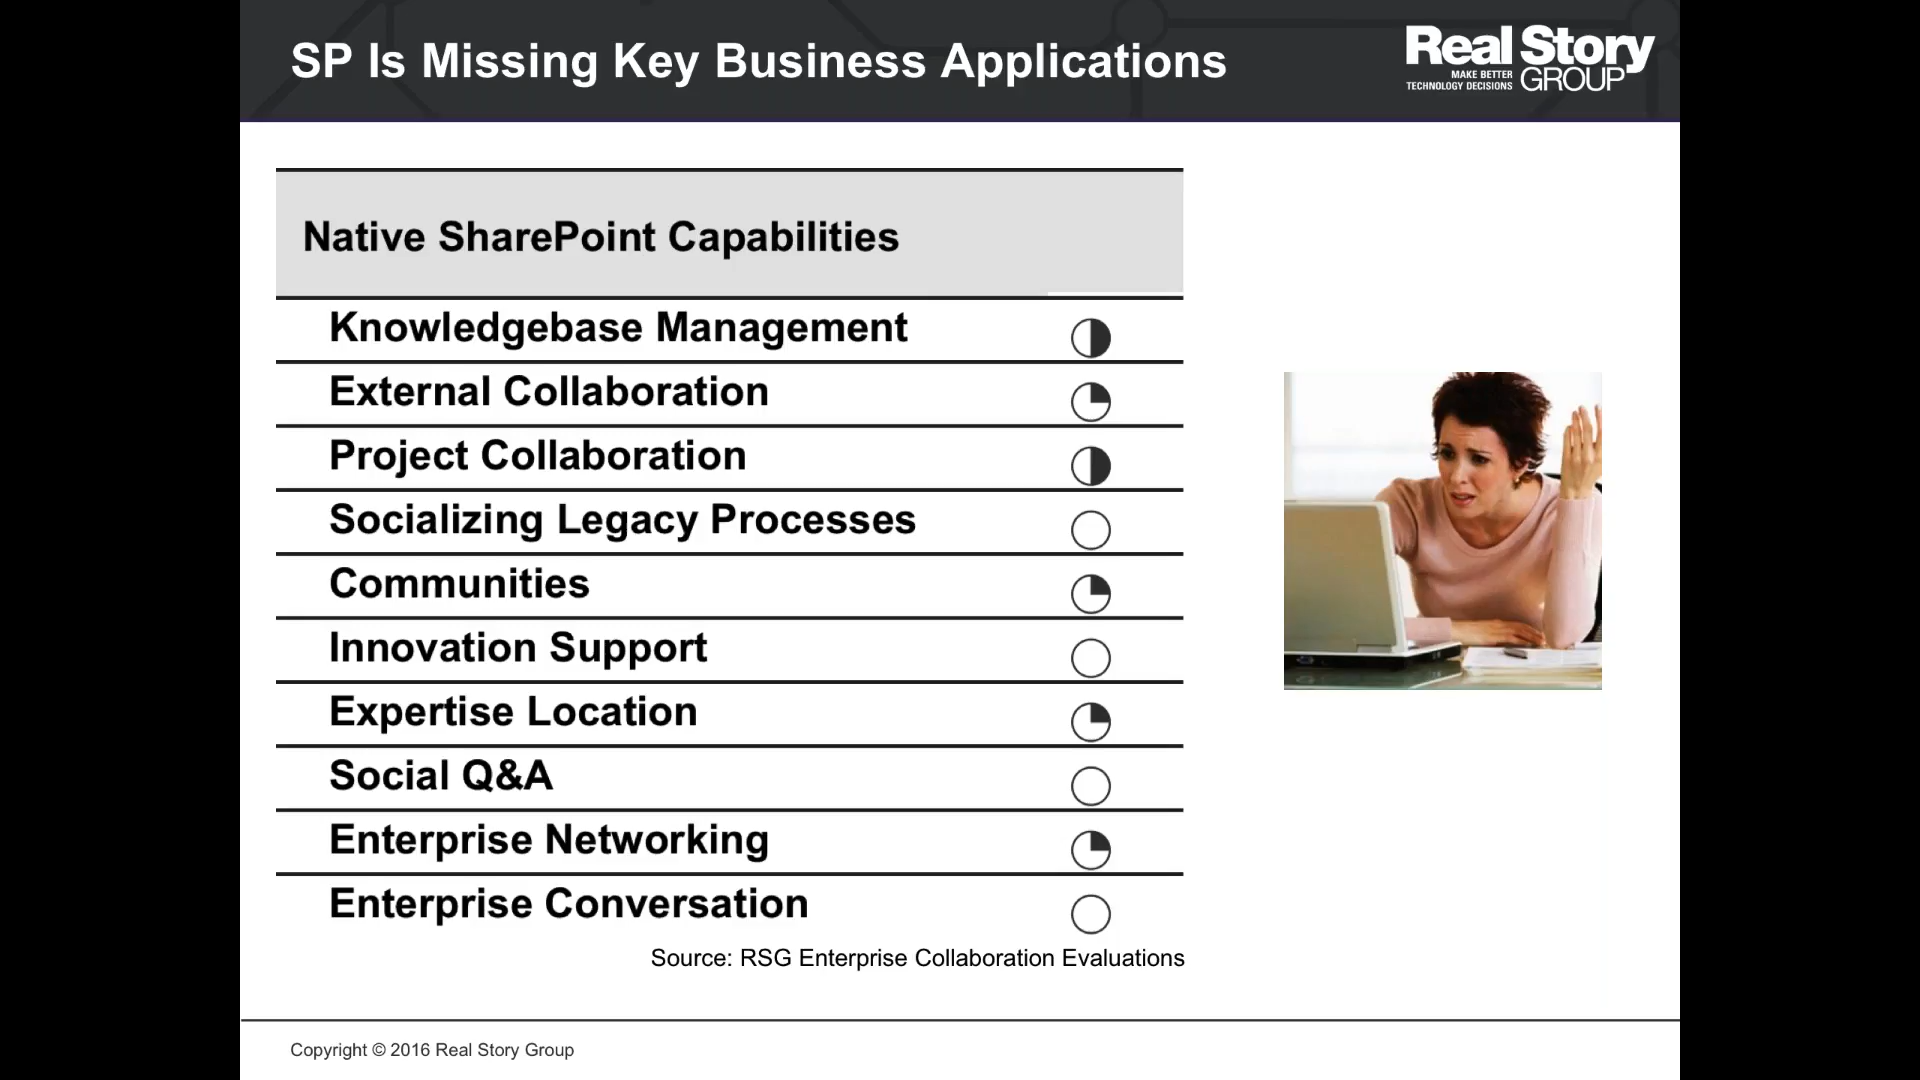 SP Is Missing Key Business Applications
Real Story
MAKE BETTER
TECHNOLOGY DECISIONS
GROUP
Native SharePoint Capabilities
Knowledgebase Management
External Collaboration
Project Collaboration
Socializing Legacy Processes
Communities
Innovation Support
Expertise Location
Social Q&A
Enterprise Networking
Enterprise Conversation
Source: RSG Enterprise Collaboration Evaluations
Copyright © 2016 Real Story Group